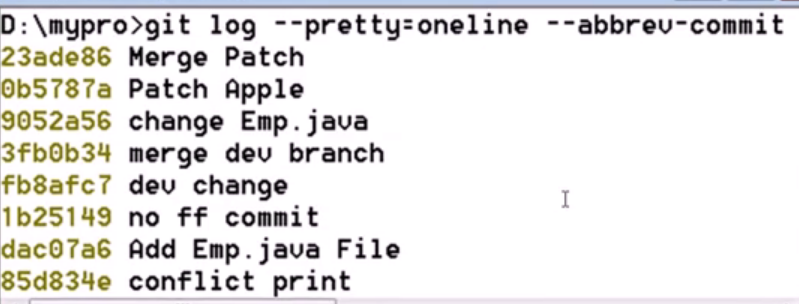 D:\mypro>git log --pretty=oneline --abbrev-commit
23ade86 Merge Patch
0b5787a Patch Apple
9052a56 change Emp.java
3fb0b34 merge dev branch
fb8afc7 dev change
1b25149 no ff commit
dac07a6 Add Emp.java File
85d834e conflict print